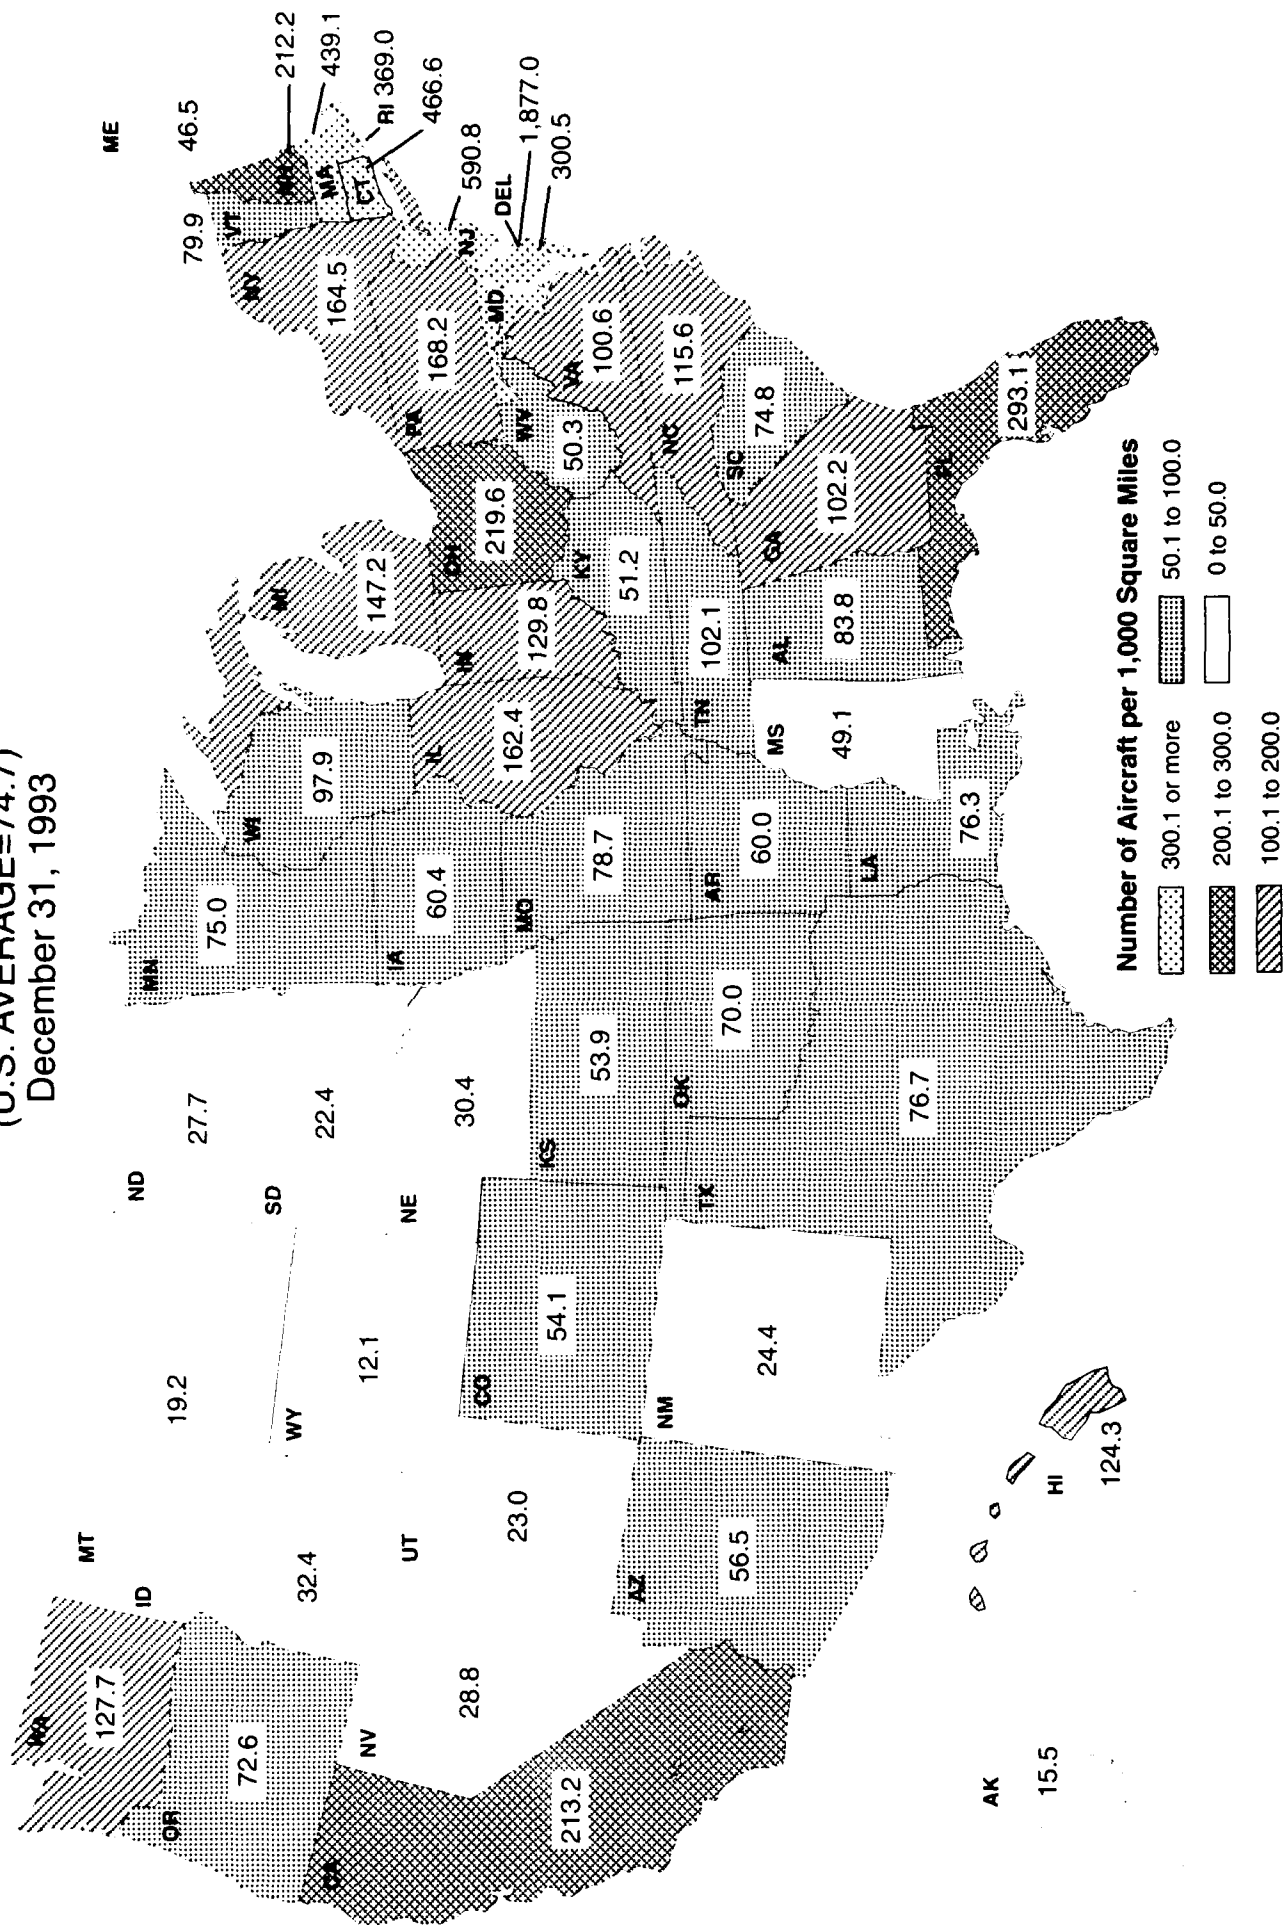 (U.S. AVERAGE=74.7)
December 31, 1993
WA
127.7
OR
72.6
CA
213.2
NV
28.8
ID
32.4
MT
19.2
WY
12.1
UT
23.0
AZ
56.5
CO
54.1
NM
24.4
ND
27.7
SD
22.4
NE
30.4
KS
53.9
OK
70.0
TX
76.7
MN
75.0
IA
60.4
MO
78.7
AR
60.0
LA
76.3
WI
97.9
IL
162.4
MI
147.2
IN
129.8
OH
219.6
KY
51.2
TN
102.1
MS
49.1
AL
83.8
GA
102.2
FL
293.1
SC
74.8
NC
115.6
VA
100.6
WV
50.3
PA
168.2
NY
164.5
VT
79.9
NH
212.2
ME
46.5
MA
439.1
RI 369.0
CT
466.6
NJ
590.8
DEL
1,877.0
MD
300.5
AK
15.5
HI
124.3
Number of Aircraft per 1,000 Square Miles
300.1 or more
50.1 to 100.0
200.1 to 300.0
0 to 50.0
100.1 to 200.0